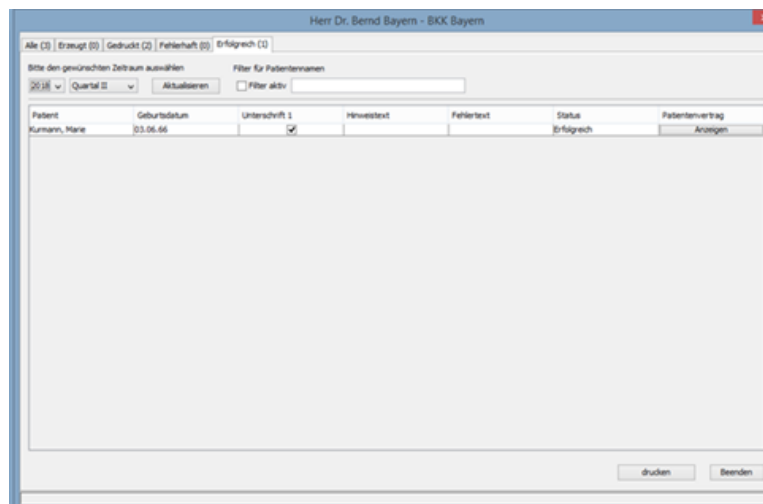 Herr Dr. Bernd Bayern - BKK Bayern
Alle (3) Erzeugt (0) Gedruckt (2) Fehlerhaft (0) Erfolgreich (1)
Bitte den gewünschten Zeitraum auswählen Filter für Patientennamen
2018 Quartal II Aktualisieren Filter aktiv
Patient Geburtsdatum Unterschrift 1 Hinweistext Fehlertext Status Patientenvertrag
Kurmann, Marie 03.06.66 Erfolgreich Anzeigen
drucken Beenden